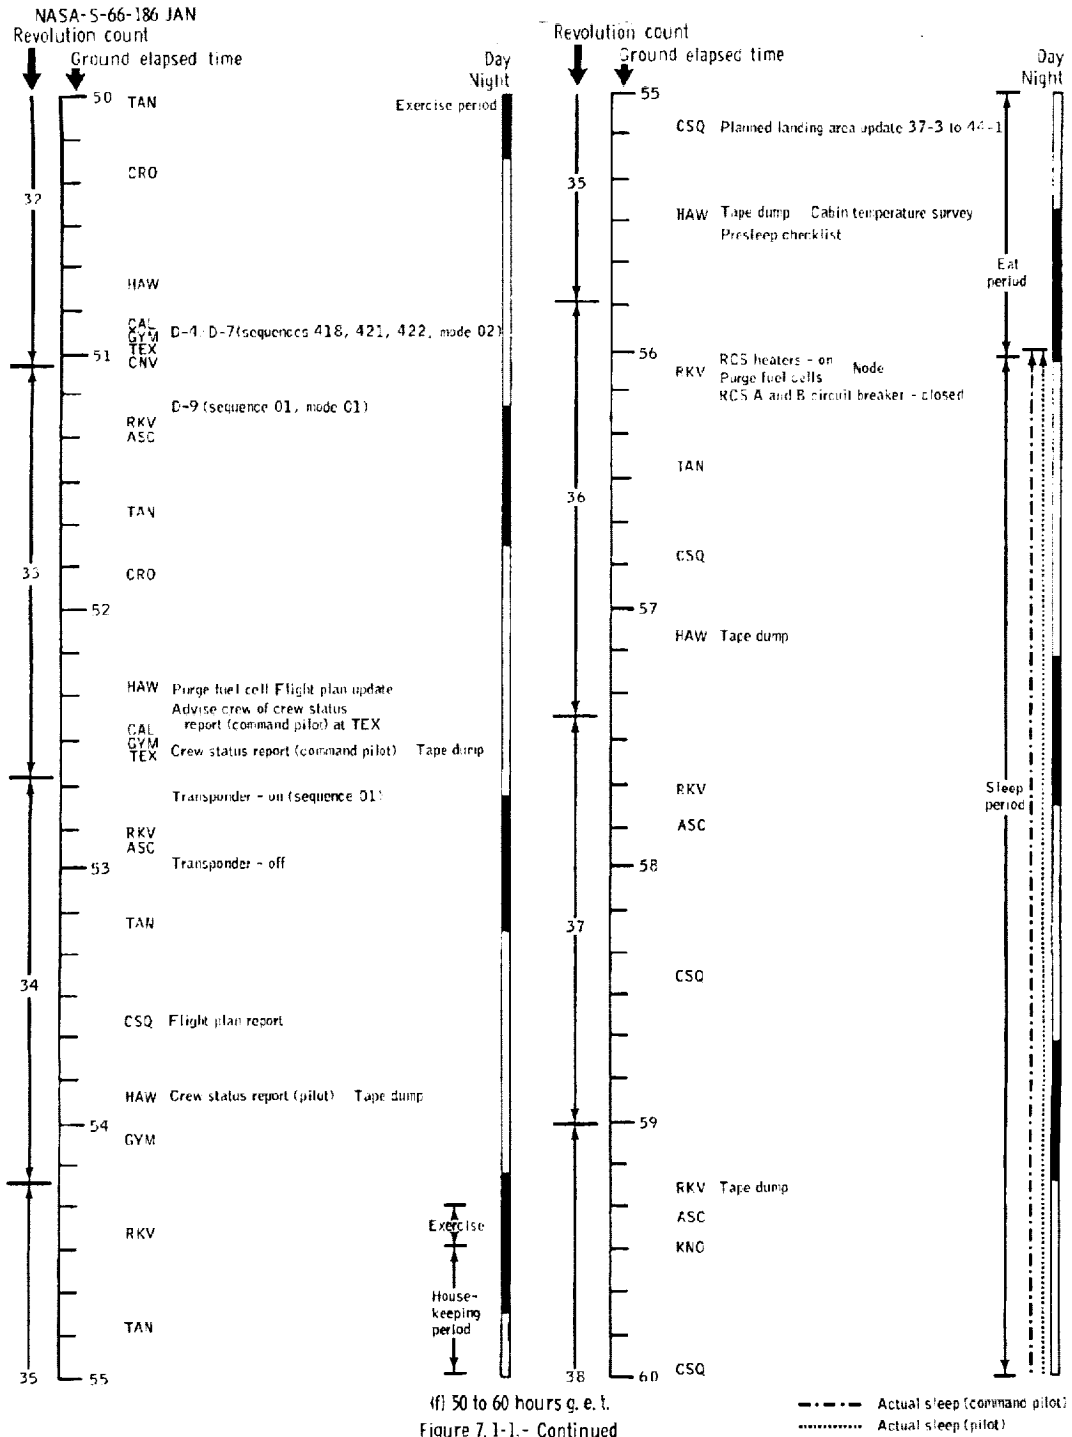 NASA-S-66-186 JAN
Revolution count
Ground elapsed time
Day
Night
50
TAN
Exercise period
CRO
32
HAW
CAL
GYM D-4/D-7 (sequences 418, 421, 422, mode 02)
TEX
51
CNV
D-9 (sequence 01, mode 01)
RKV
ASC
TAN
33
CRO
52
HAW Purge fuel cell Flight plan update
Advise crew of crew status
report (command pilot) at TEX
CAL
GYM
TEX Crew status report (command pilot) Tape dump
Transponder - on (sequence 01)
RKV
ASC
53
Transponder - off
TAN
34
CSQ Flight plan report
HAW Crew status report (pilot) Tape dump
54
GYM
Exercise
RKV
House-
keeping
period
TAN
35
55
Revolution count
Ground elapsed time
Day
Night
55
CSQ Planned landing area update 37-3 to 44-1
35
HAW Tape dump Cabin temperature survey
Presleep checklist
Eat
period
56
RKV RCS heaters - on Node
Purge fuel cells
RCS A and B circuit breaker - closed
TAN
36
CSQ
57
HAW Tape dump
RKV
Sleep
period
ASC
58
37
CSQ
59
RKV Tape dump
ASC
KNO
CSQ
38
60
(f) 50 to 60 hours g. e. t.
Figure 7.1-1.- Continued
Actual sleep (command pilot)
Actual sleep (pilot)